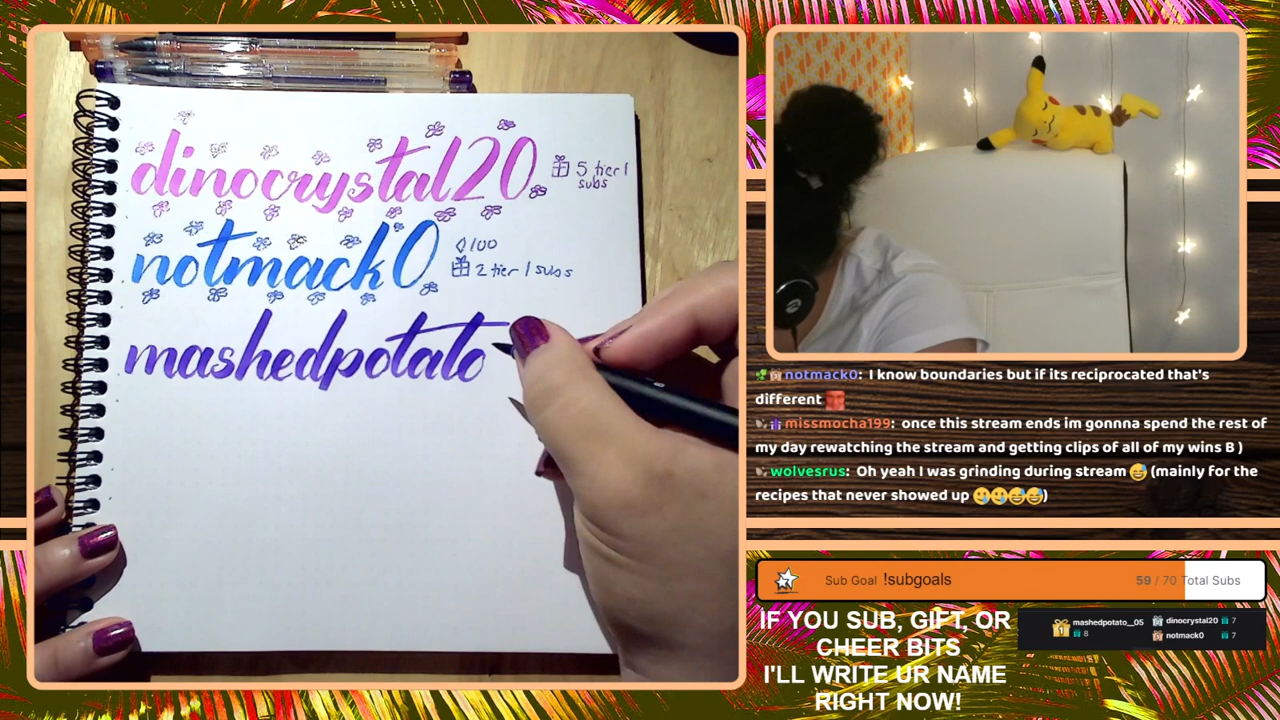 dinocrystal20
5 tier 1
subs
notmack0
100
2 tier 1 subs
mashedpotato
notmack0: I know boundaries but if its reciprocated that's
different
missmocha199: once this stream ends im gonnna spend the rest of
my day rewatching the stream and getting clips of all of my wins B )
wolvesrus: Oh yeah I was grinding during stream 😅 (mainly for the
recipes that never showed up 🥲🥲😅😅)
Sub Goal !subgoals 59 / 70 Total Subs
IF YOU SUB, GIFT, OR
CHEER BITS
I'LL WRITE UR NAME
RIGHT NOW!
1 mashedpotato__05 8
dinocrystal20 7
notmack0 7